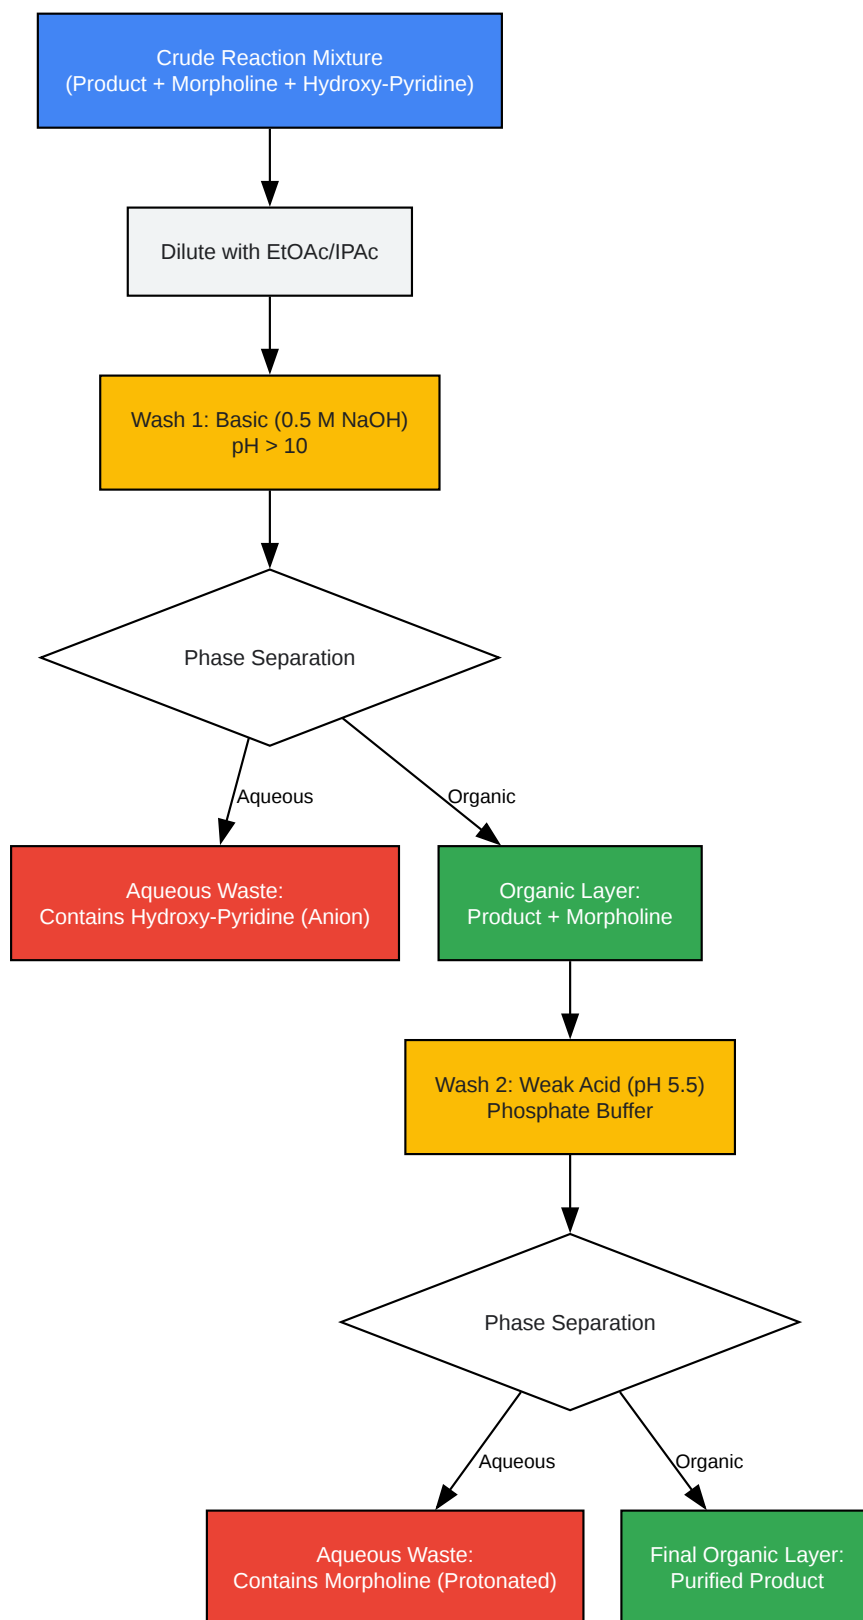 Crude Reaction Mixture
(Product + Morpholine + Hydroxy-Pyridine)
Dilute with EtOAc/IPAc
Wash 1: Basic (0.5 M NaOH)
pH > 10
Phase Separation
Aqueous
Organic
Aqueous Waste:
Contains Hydroxy-Pyridine (Anion)
Organic Layer:
Product + Morpholine
Wash 2: Weak Acid (pH 5.5)
Phosphate Buffer
Phase Separation
Aqueous
Organic
Aqueous Waste:
Contains Morpholine (Protonated)
Final Organic Layer:
Purified Product